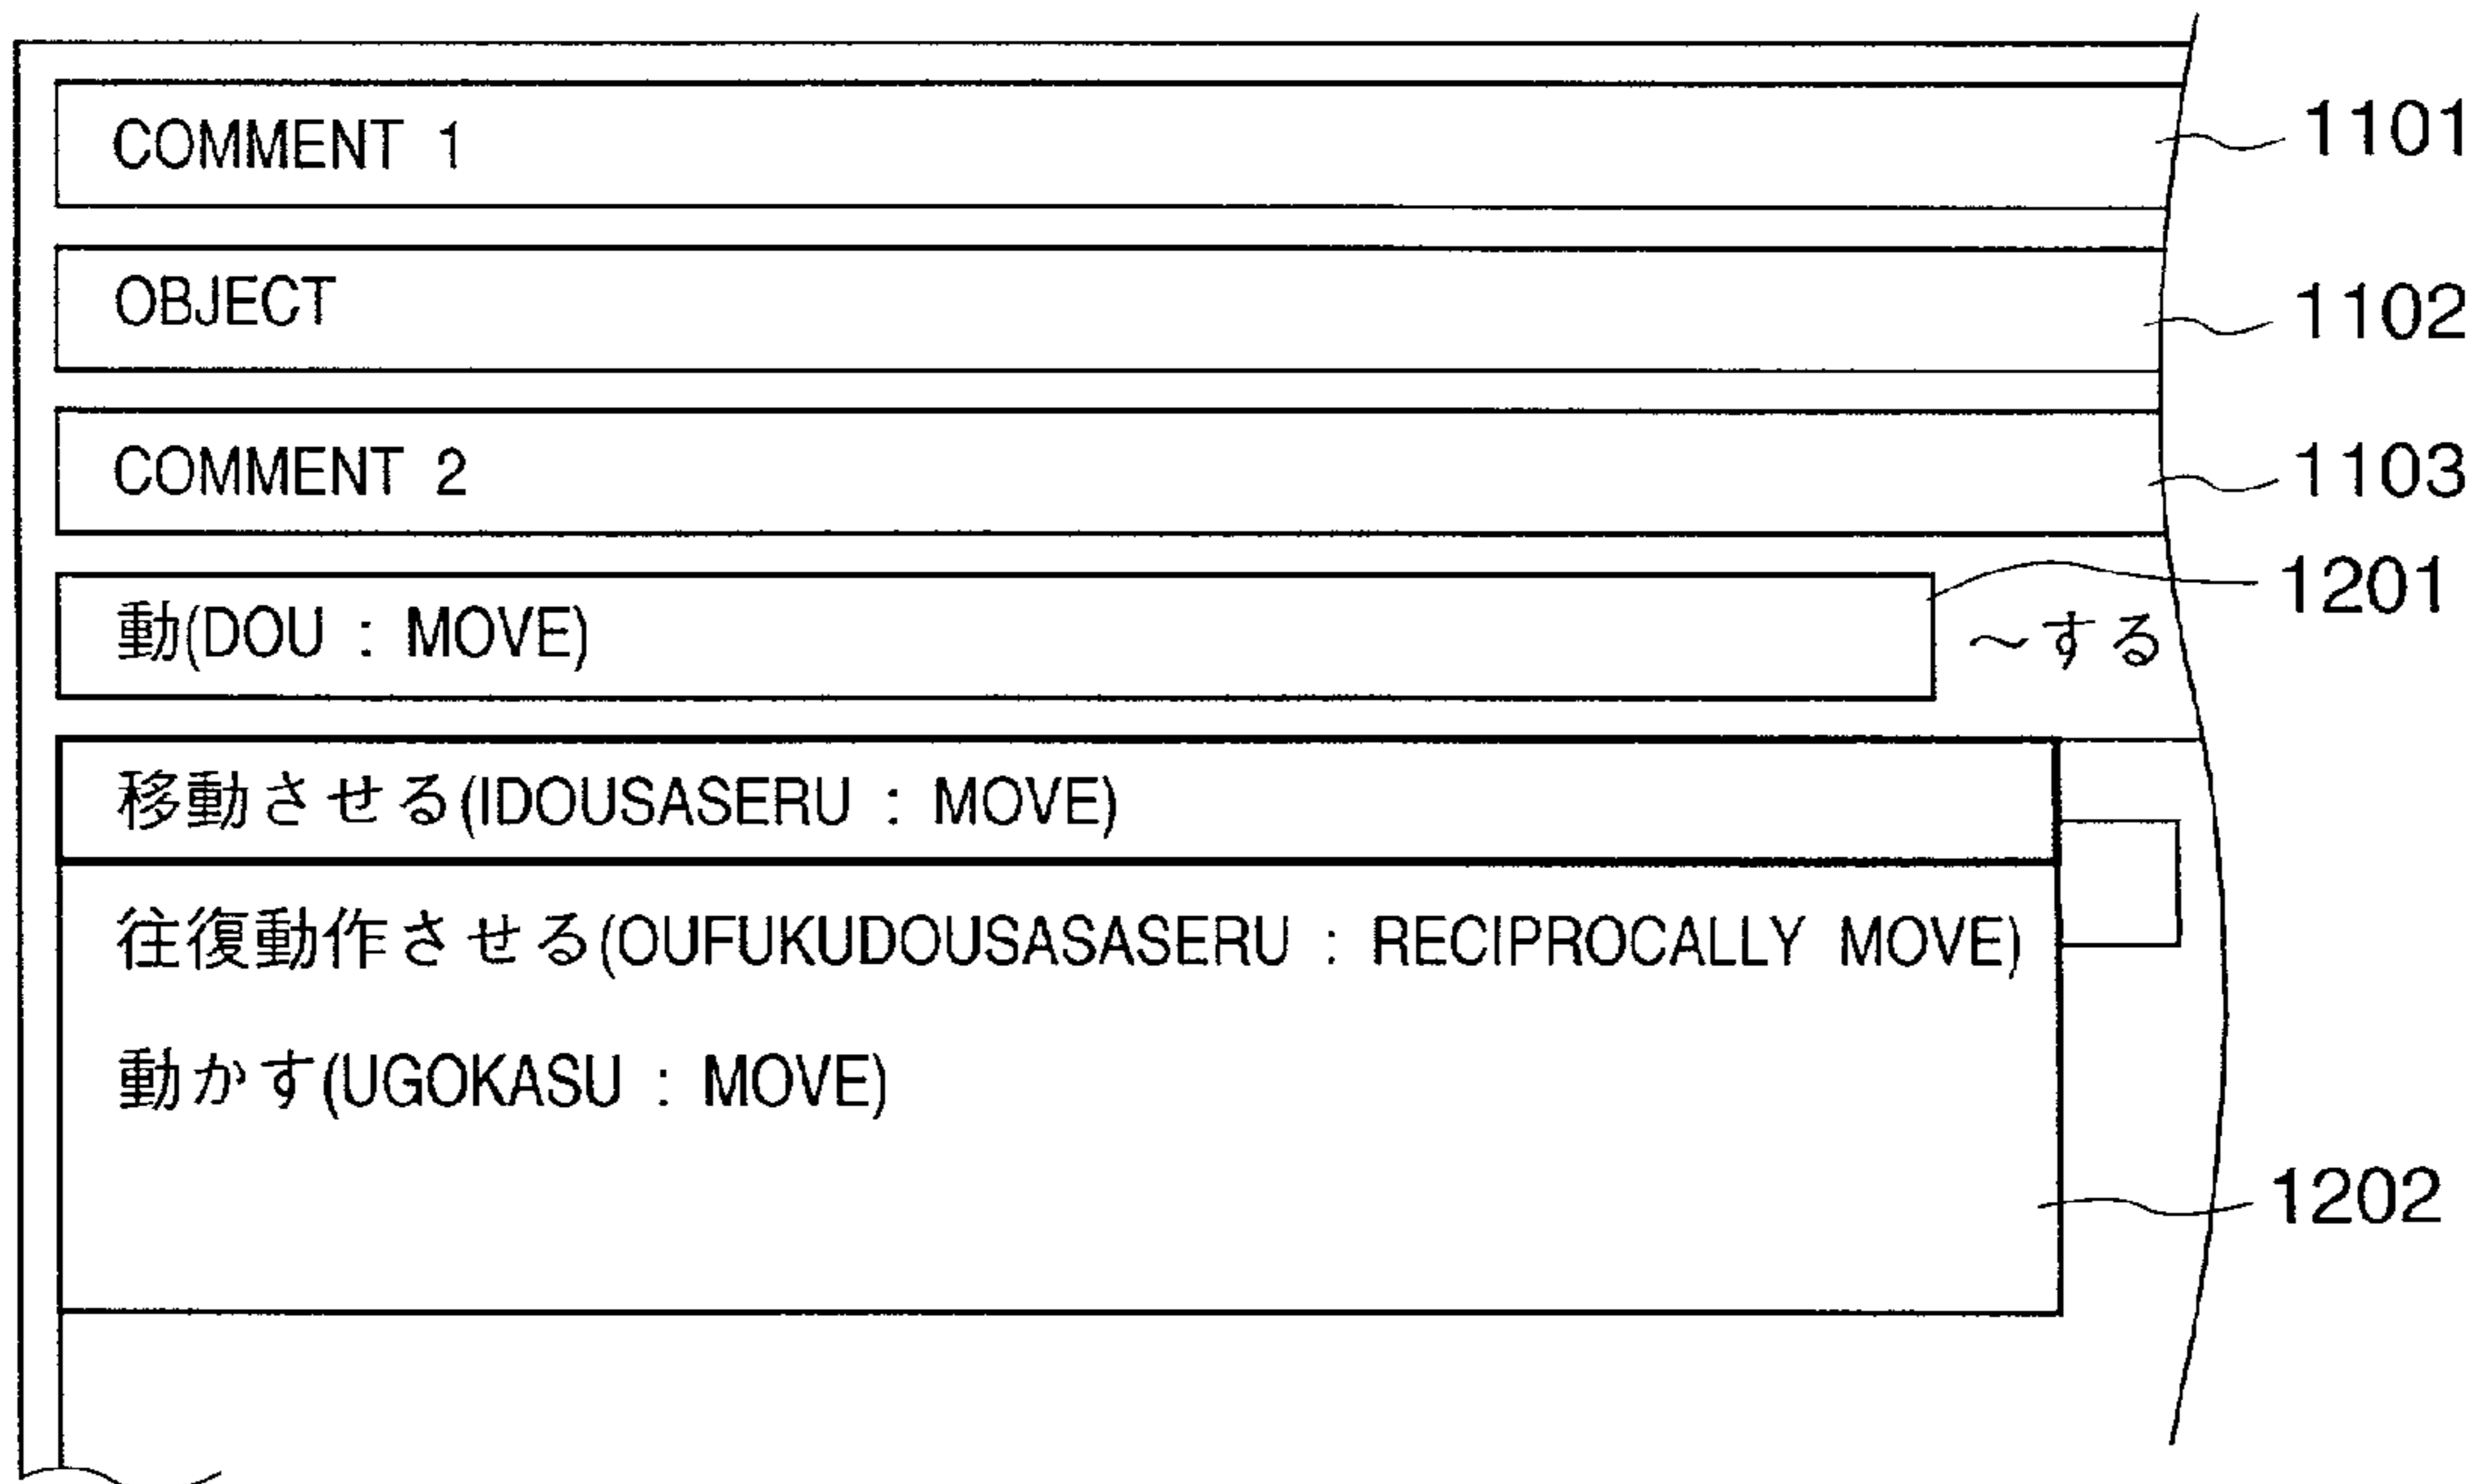 COMMENT 1 1101
OBJECT 1102
COMMENT 2 1103
1201
動(DOU : MOVE) ～する
移動させる(IDOUSASERU : MOVE)
往復動作させる(OUFUKUDOUSASASERU : RECIPROCALLY MOVE)
動かす(UGOKASU : MOVE)
1202